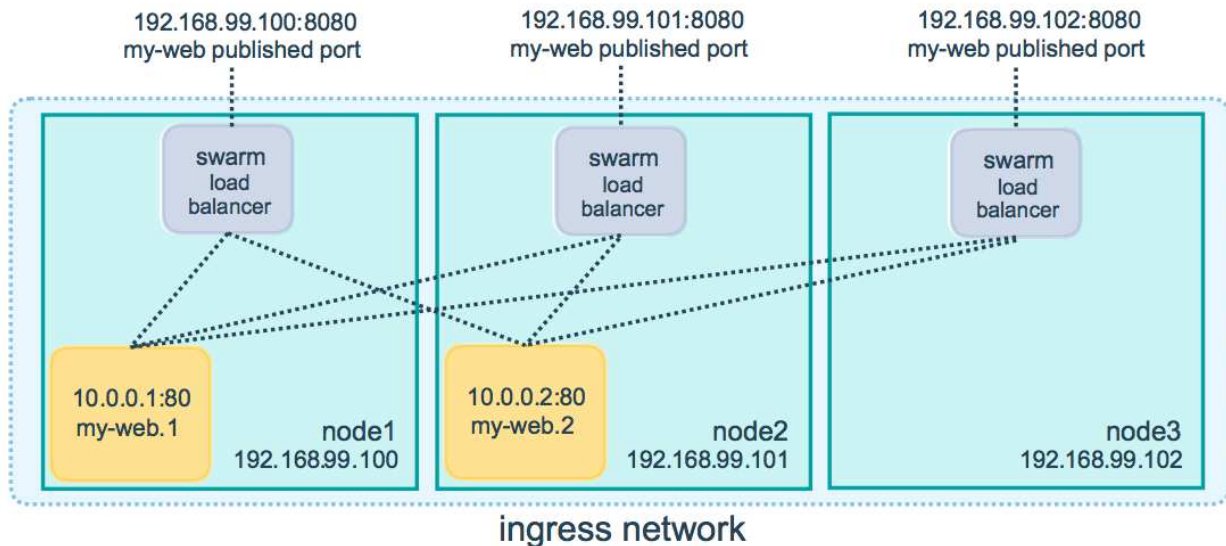 192.168.99.100:8080
my-web published port
192.168.99.101:8080
my-web published port
192.168.99.102:8080
my-web published port
swarm
load
balancer
swarm
load
balancer
swarm
load
balancer
10.0.0.1:80
my-web.1
node1
192.168.99.100
10.0.0.2:80
my-web.2
node2
192.168.99.101
node3
192.168.99.102
ingress network